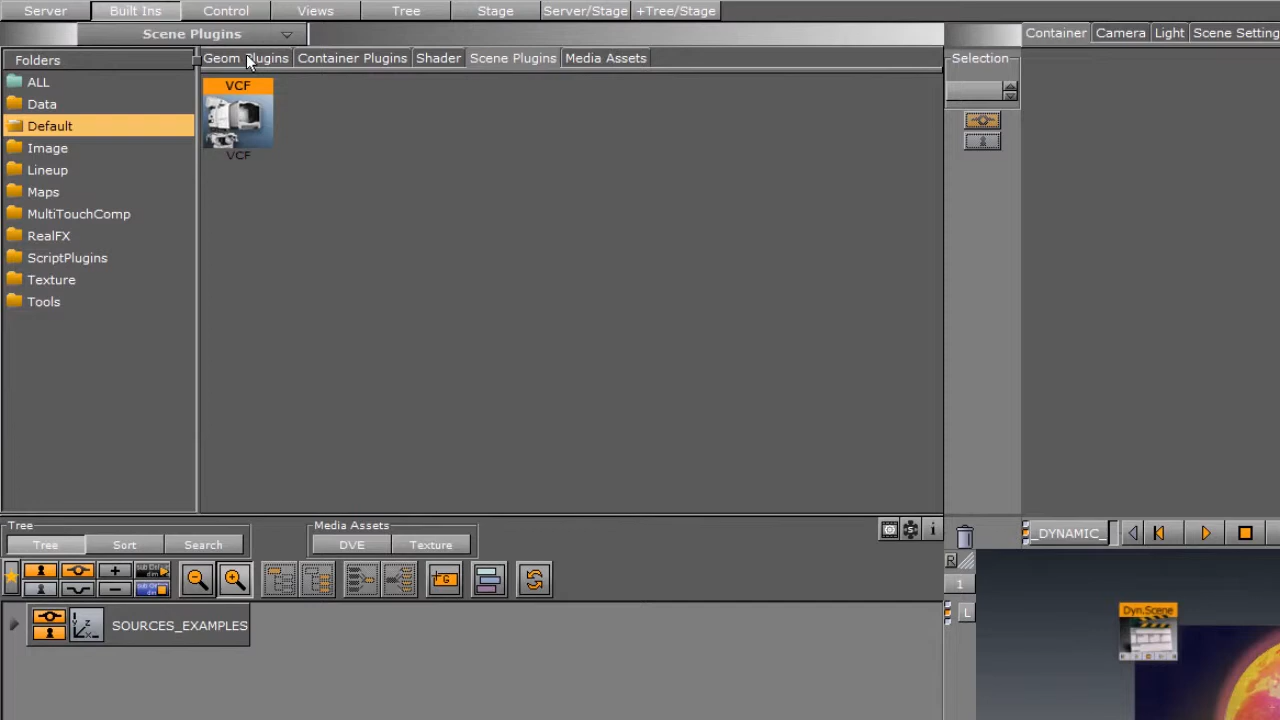 Server Built Ins Control Views Tree Stage Server/Stage +Tree/Stage
Scene Plugins
Container Camera Light Scene Setting
Folders
Geom Plugins Container Plugins Shader Scene Plugins Media Assets
Selection
ALL
Data
Default
Image
Lineup
Maps
MultiTouchComp
RealFX
ScriptPlugins
Texture
Tools
VCF
VCF
Tree
Tree Sort Search
Media Assets
DVE Texture
_DYNAMIC_
R
1
L
G
SOURCES_EXAMPLES
Dyn.Scene